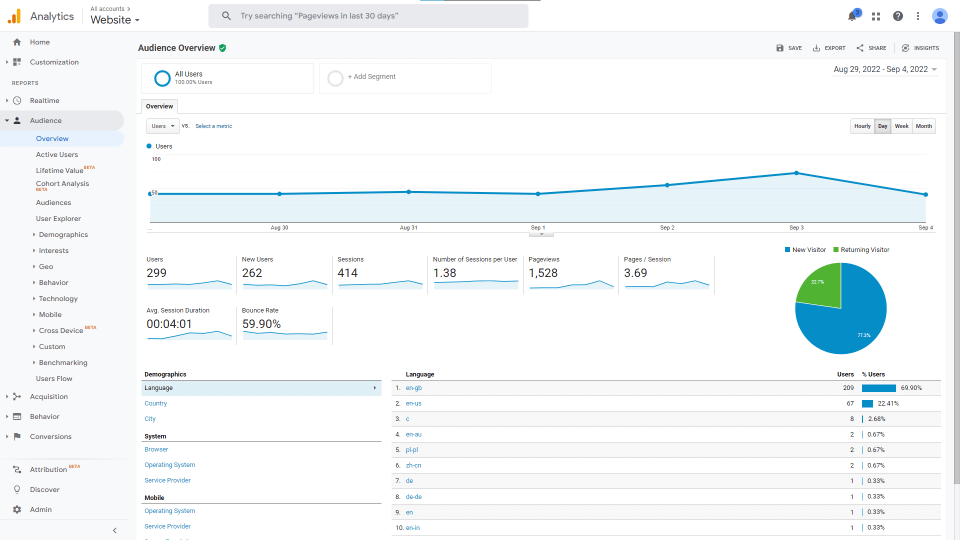 Analytics
All accounts >
Website
Try searching "Pageviews in last 30 days"
3
Home
Customization
REPORTS
Realtime
Audience
Overview
Active Users
Lifetime Value BETA
Cohort Analysis
BETA
Audiences
User Explorer
Demographics
Interests
Geo
Behavior
Technology
Mobile
Cross Device BETA
Custom
Benchmarking
Users Flow
Acquisition
Behavior
Conversions
Attribution BETA
Discover
Admin
Audience Overview
SAVE
EXPORT
SHARE
INSIGHTS
All Users
100.00% Users
+ Add Segment
Aug 29, 2022 - Sep 4, 2022
Overview
Users
VS.
Select a metric
Hourly
Day
Week
Month
Users
100
50
...
Aug 30
Aug 31
Sep 1
Sep 2
Sep 3
Sep 4
Users
299
New Users
262
Sessions
414
Number of Sessions per User
1.38
Pageviews
1,528
Pages / Session
3.69
Avg. Session Duration
00:04:01
Bounce Rate
59.90%
New Visitor
Returning Visitor
22.7%
77.3%
Demographics
Language
Country
City
System
Browser
Operating System
Service Provider
Mobile
Operating System
Service Provider
Language Users % Users
1. en-gb 209 69.90%
2. en-us 67 22.41%
3. c 8 2.68%
4. en-au 2 0.67%
5. pl-pl 2 0.67%
6. zh-cn 2 0.67%
7. de 1 0.33%
8. de-de 1 0.33%
9. en 1 0.33%
10. en-in 1 0.33%